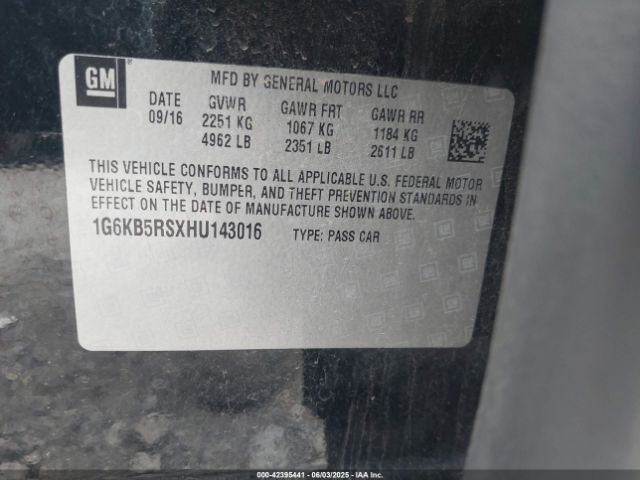 GM
MFD BY GENERAL MOTORS LLC
DATE GVWR GAWR FRT GAWR RR
09/16 2251 KG 1067 KG 1184 KG
4962 LB 2351 LB 2611 LB
THIS VEHICLE CONFORMS TO ALL APPLICABLE U.S. FEDERAL MOTOR
VEHICLE SAFETY, BUMPER, AND THEFT PREVENTION STANDARDS IN
EFFECT ON THE DATE OF MANUFACTURE SHOWN ABOVE.
1G6KB5RSXHU143016 TYPE: PASS CAR
000-42395441 - 06/03/2025 - IAA Inc.